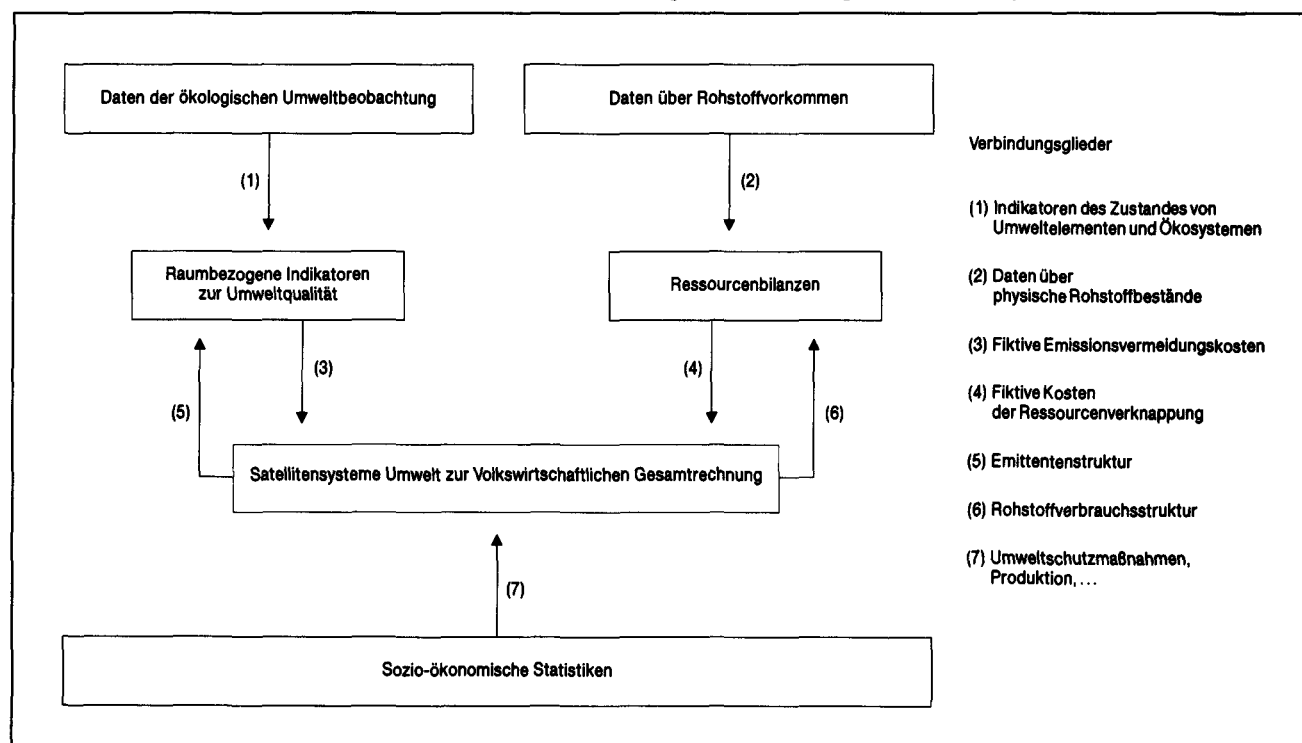 Daten der ökologischen Umweltbeobachtung
Daten über Rohstoffvorkommen
Verbindungsglieder
(1)
(2)
(1) Indikatoren des Zustandes von
Umweltelementen und Ökosystemen
Raumbezogene Indikatoren
zur Umweltqualität
Ressourcenbilanzen
(2) Daten über
physische Rohstoffbestände
(3) Fiktive Emissionsvermeidungskosten
(3)
(4)
(4) Fiktive Kosten
der Ressourcenverknappung
(5)
(6)
(5) Emittentenstruktur
Satellitensysteme Umwelt zur Volkswirtschaftlichen Gesamtrechnung
(6) Rohstoffverbrauchsstruktur
(7) Umweltschutzmaßnahmen,
Produktion, ...
(7)
Sozio-ökonomische Statistiken